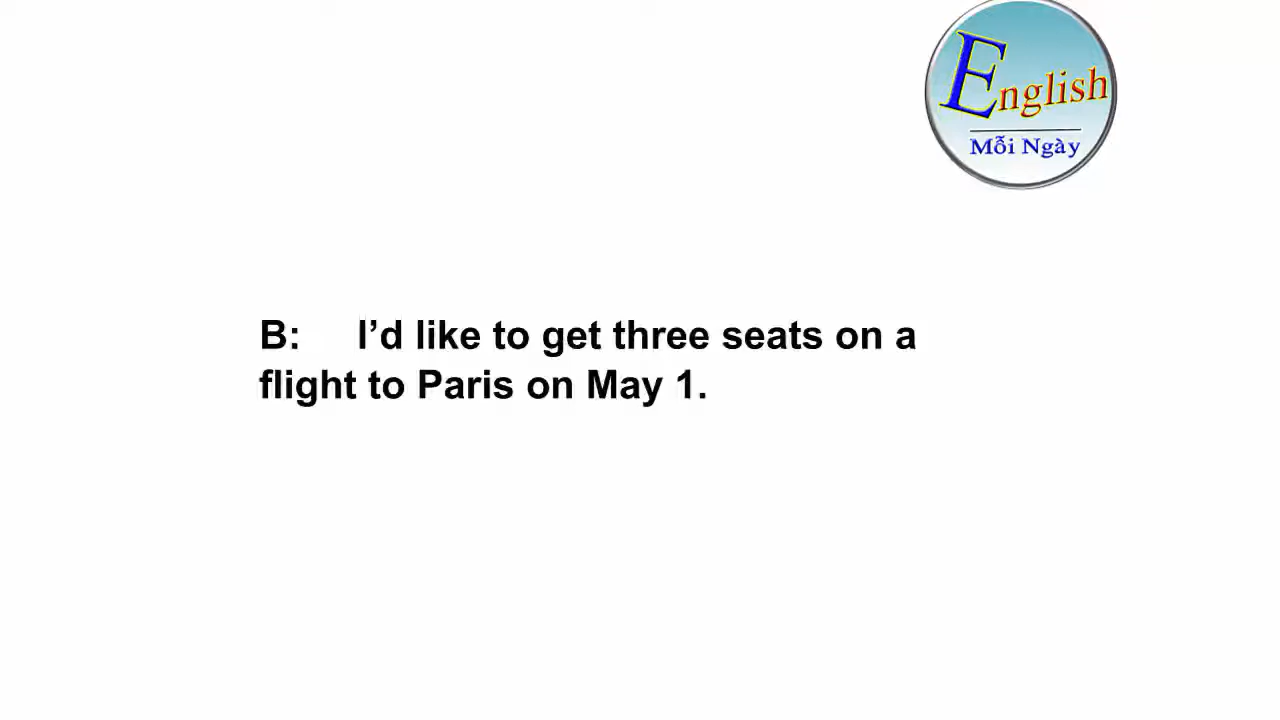 English
Mỗi Ngày
B: I’d like to get three seats on a
flight to Paris on May 1.